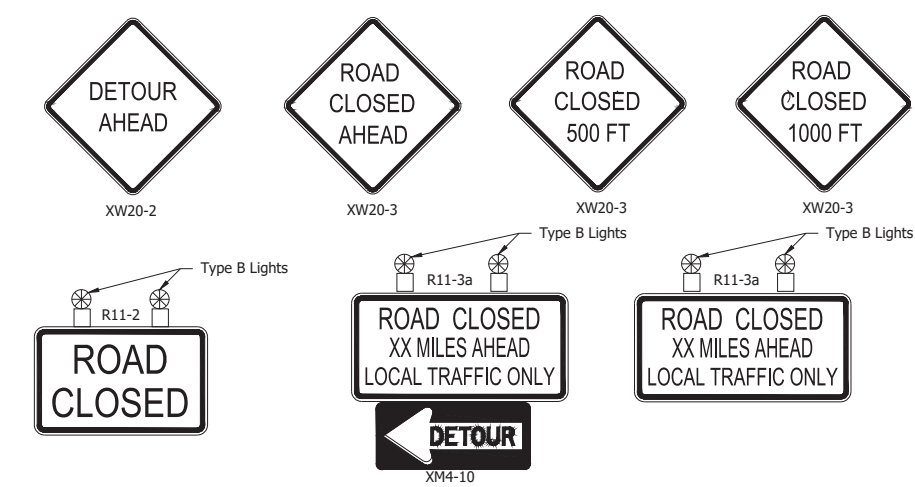 DETOUR
AHEAD
XW20-2
ROAD
CLOSED
AHEAD
XW20-3
ROAD
CLOSED
500 FT
XW20-3
ROAD
CLOSED
1000 FT
XW20-3
Type B Lights
R11-2
ROAD
CLOSED
Type B Lights
R11-3a
ROAD CLOSED
XX MILES AHEAD
LOCAL TRAFFIC ONLY
DETOUR
XM4-10
Type B Lights
R11-3a
ROAD CLOSED
XX MILES AHEAD
LOCAL TRAFFIC ONLY